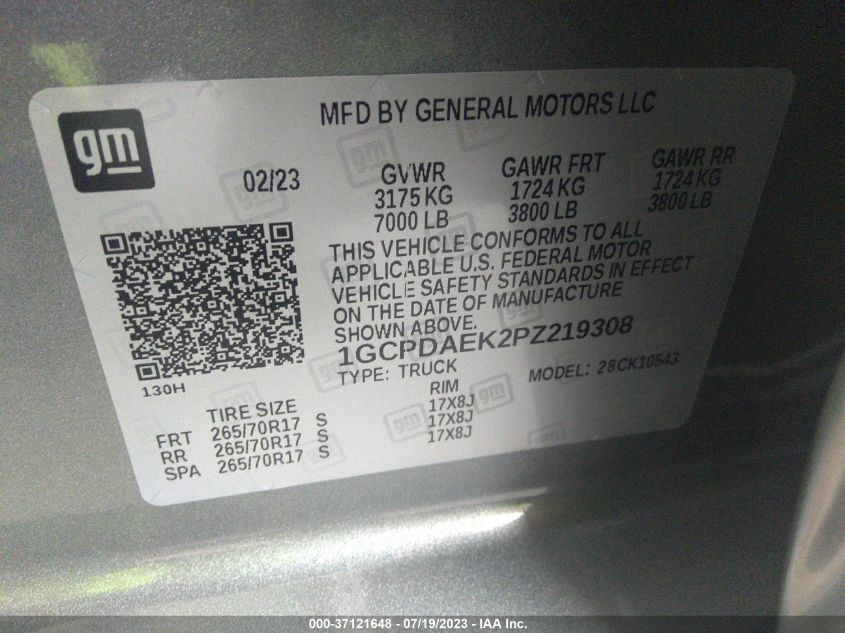 MFD BY GENERAL MOTORS LLC
gm
02/23
GVWR GAWR FRT GAWR RR
3175 KG 1724 KG 1724 KG
7000 LB 3800 LB 3800 LB
THIS VEHICLE CONFORMS TO ALL
APPLICABLE U.S. FEDERAL MOTOR
VEHICLE SAFETY STANDARDS IN EFFECT
ON THE DATE OF MANUFACTURE
SHOWN ABOVE.
1GCPDAEK2PZ219308
TYPE: TRUCK MODEL: 28CK10543
130H
TIRE SIZE RIM
FRT 265/70R17 S 17X8J
RR 265/70R17 S 17X8J
SPA 265/70R17 S 17X8J
000-37121648 - 07/19/2023 - IAA Inc.